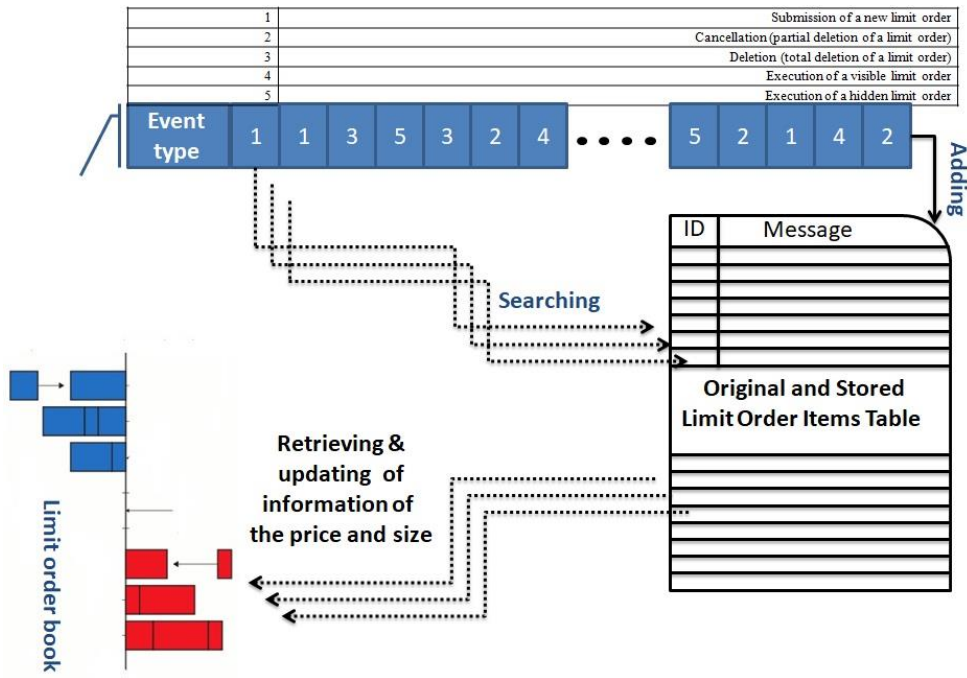 1 Submission of a new limit order
2 Cancellation (partial deletion of a limit order)
3 Deletion (total deletion of a limit order)
4 Execution of a visible limit order
5 Execution of a hidden limit order
Event
type
1 1 3 5 3 2 4 5 2 1 4 2
Adding
ID Message
Searching
Original and Stored
Limit Order Items Table
Retrieving &
updating of
information of
the price and size
Limit order book